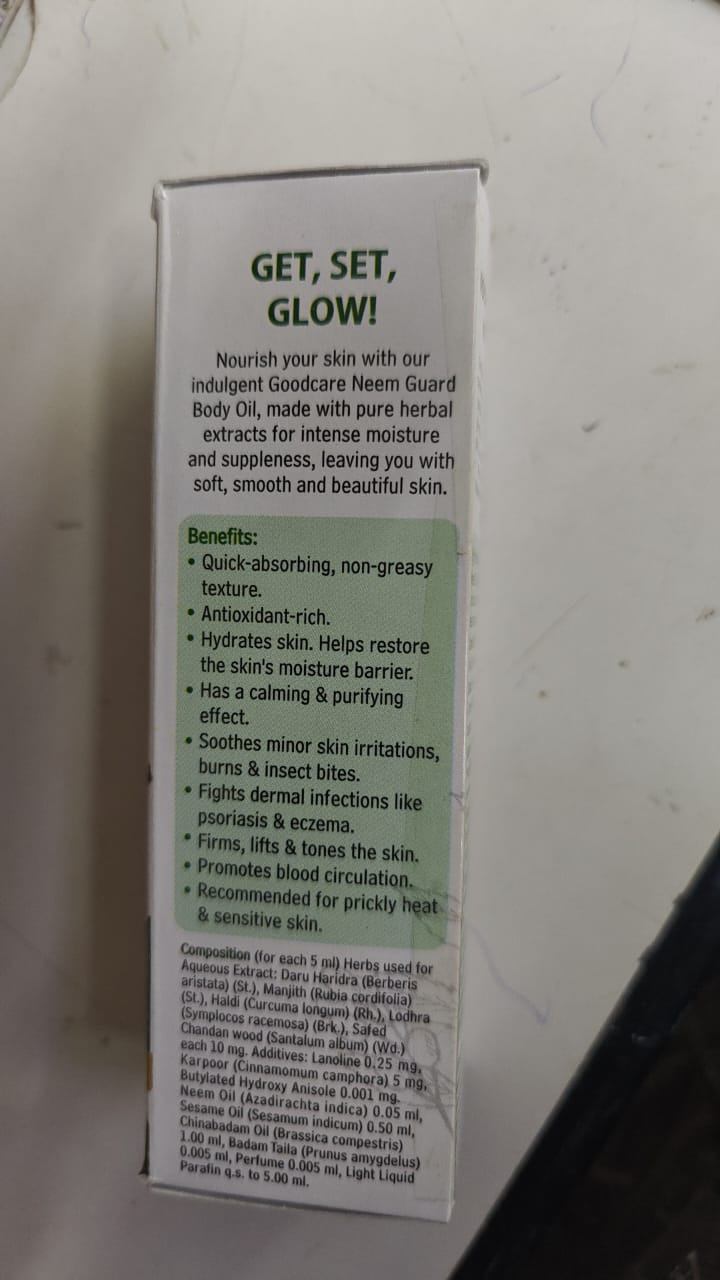 GET, SET,
GLOW!
Nourish your skin with our
indulgent Goodcare Neem Guard
Body Oil, made with pure herbal
extracts for intense moisture
and suppleness, leaving you with
soft, smooth and beautiful skin.
Benefits:
• Quick-absorbing, non-greasy
texture.
• Antioxidant-rich.
• Hydrates skin. Helps restore
the skin's moisture barrier.
• Has a calming & purifying
effect.
• Soothes minor skin irritations,
burns & insect bites.
• Fights dermal infections like
psoriasis & eczema.
• Firms, lifts & tones the skin.
• Promotes blood circulation.
• Recommended for prickly heat
& sensitive skin.
Composition (for each 5 ml) Herbs used for
Aqueous Extract: Daru Haridra (Berberis
aristata) (St.), Manjith (Rubia cordifolia)
(St.), Haldi (Curcuma longum) (Rh.), Lodhra
(Symplocos racemosa) (Brk.), Safed
Chandan wood (Santalum album) (Wd.)
each 10 mg. Additives: Lanoline 0.25 mg,
Karpoor (Cinnamomum camphora) 5 mg,
Butylated Hydroxy Anisole 0.001 mg.
Neem Oil (Azadirachta indica) 0.05 ml,
Sesame Oil (Sesamum indicum) 0.50 ml,
Chinabadam Oil (Brassica compestris)
1.00 ml, Badam Taila (Prunus amygdelus)
0.005 ml, Perfume 0.005 ml, Light Liquid
Parafin q.s. to 5.00 ml.